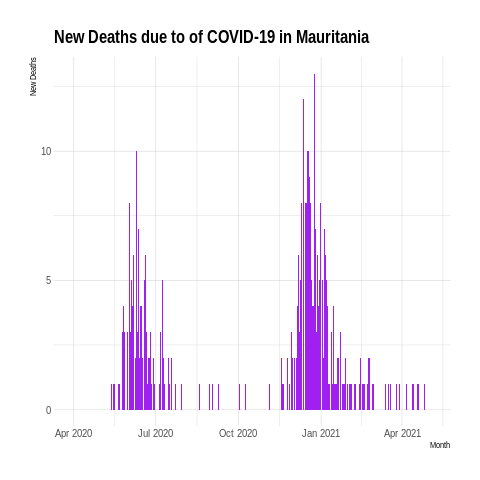 New Deaths due to of COVID-19 in Mauritania
New Deaths
10
5
0
Apr 2020 Jul 2020 Oct 2020 Jan 2021 Apr 2021
Month